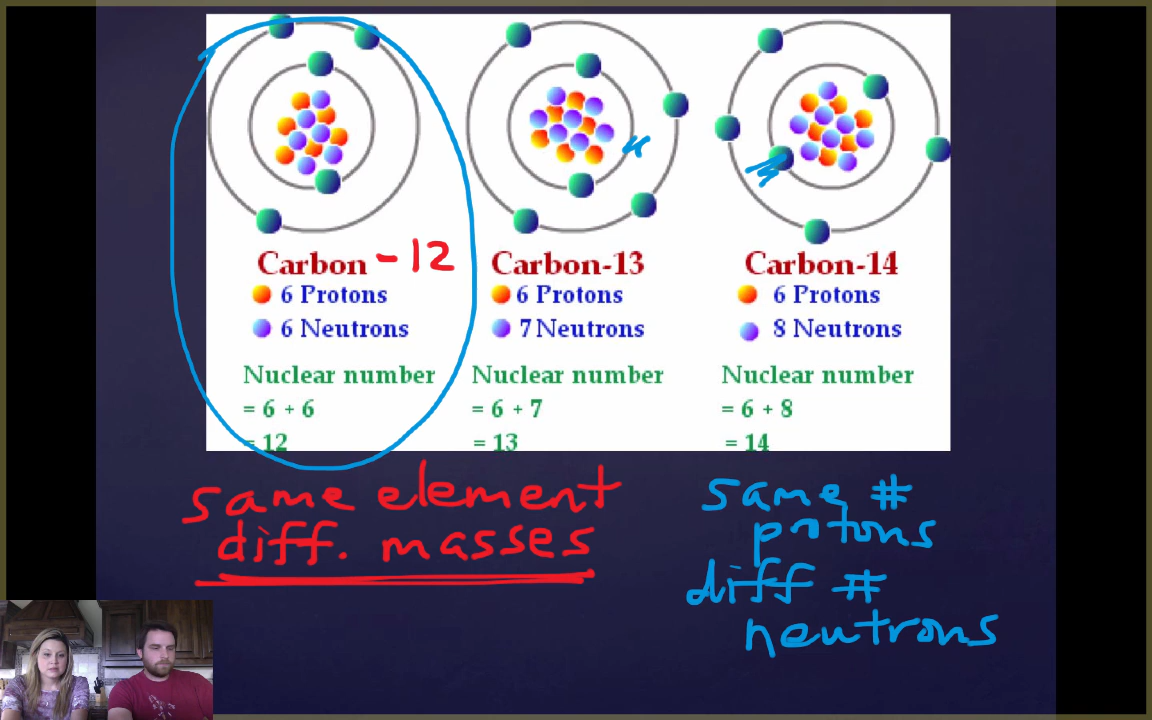 Carbon - 12
6 Protons
6 Neutrons
Nuclear number
= 6 + 6
= 12
Carbon-13
6 Protons
7 Neutrons
Nuclear number
= 6 + 7
= 13
Carbon-14
6 Protons
8 Neutrons
Nuclear number
= 6 + 8
= 14
same element
diff. masses
same #
protons
diff #
neutrons